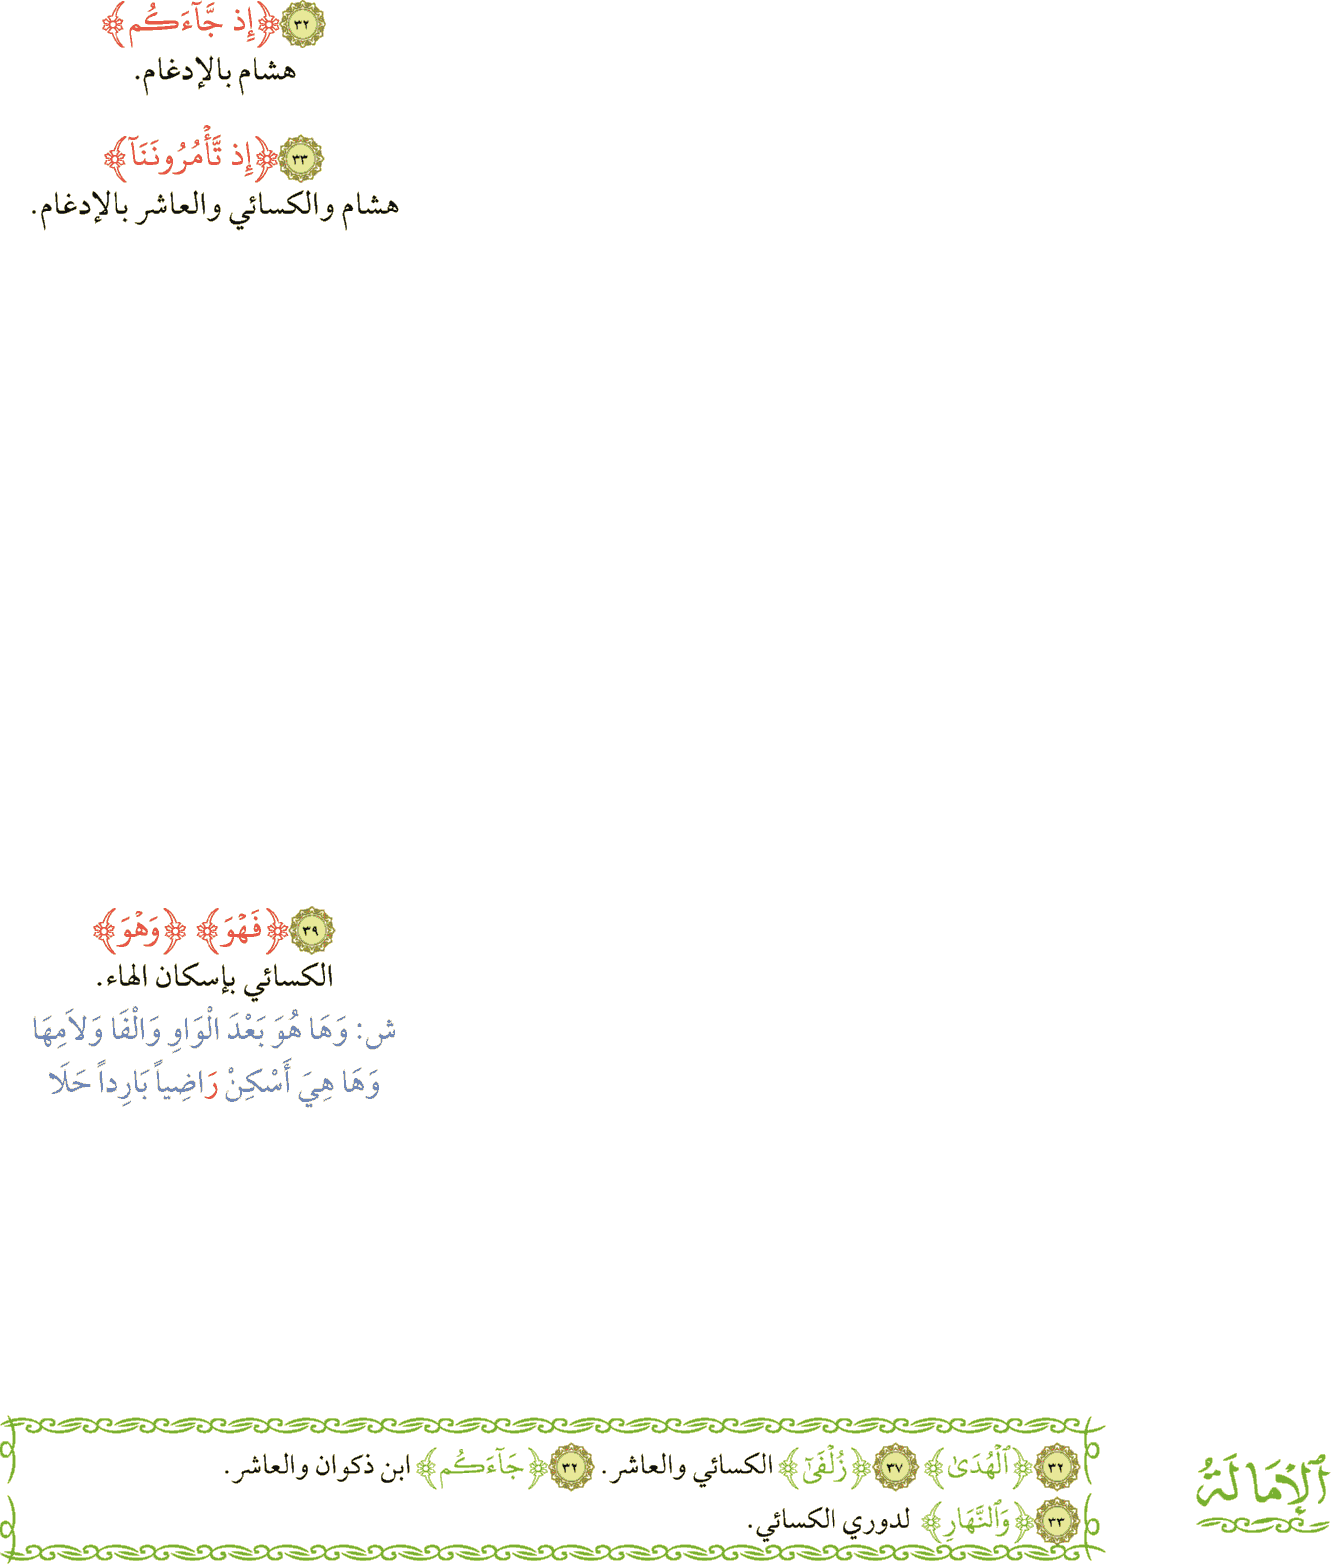 ٣٢ ﴿إِذ جَّآءَكُم﴾
هشام بالإدغام.
٣٣ ﴿إِذ تَّأۡمُرُونَنَآ﴾
هشام والكسائي والعاشر بالإدغام.
٣٩ ﴿فَهۡوَ﴾ ﴿وَهۡوَ﴾
الكسائي بإسكان الهاء.
ش: وَهَا هُوَ بَعْدَ الْوَاوِ وَالْفَا وَلاَمِهَا
وَهَا هِيَ أَسْكِنْ رَاضِياً بَارِداً حَلَا
ٱلْإِمَالَةُ
٣٢ ﴿ٱلۡهُدَىٰ﴾ ٣٧ ﴿زُلۡفَىٰٓ﴾ الكسائي والعاشر. ٣٢ ﴿جَآءَكُم﴾ ابن ذكوان والعاشر.
٣٣ ﴿وَٱلنَّهَارِ﴾ لدوري الكسائي.